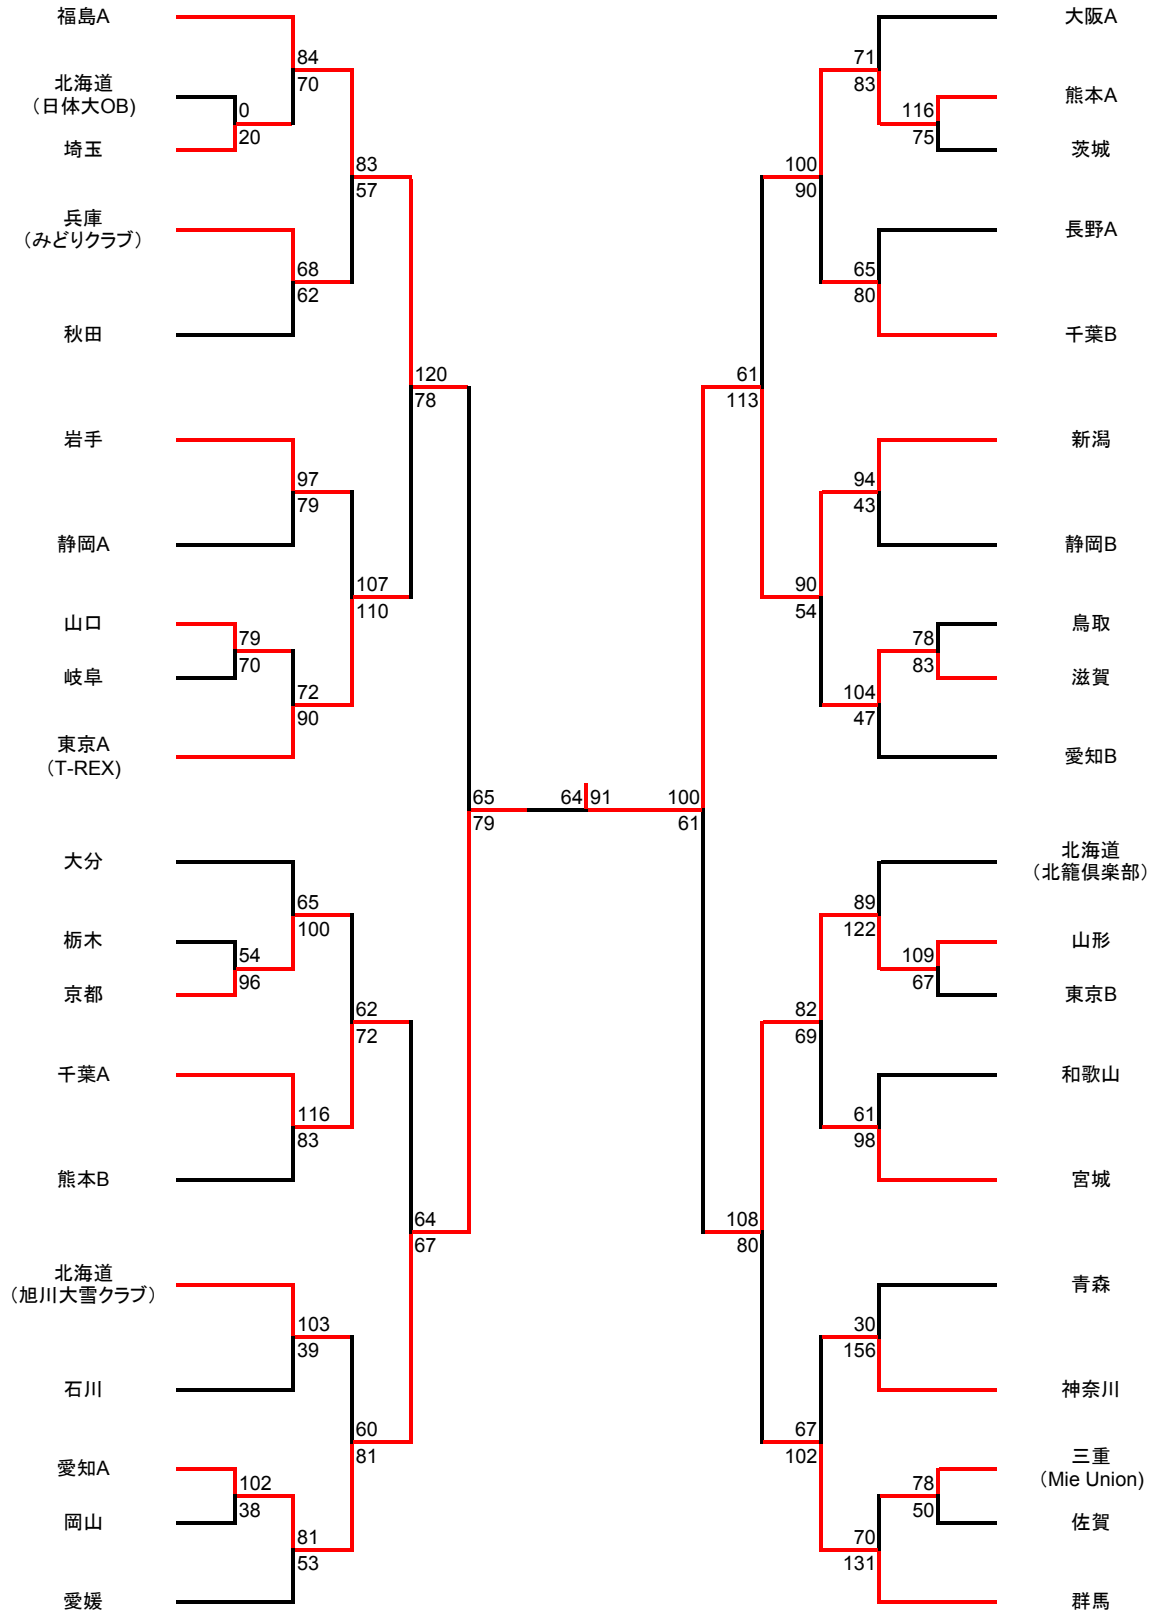 福島A
84
70
北海道
（日体大OB)
0
20
埼玉
83
57
兵庫
（みどりクラブ）
68
62
秋田
120
78
岩手
97
79
静岡A
107
110
山口
79
70
岐阜
72
90
東京A
（T-REX)
65
79
64
91
大分
65
100
栃木
54
96
京都
62
72
千葉A
116
83
熊本B
64
67
北海道
（旭川大雪クラブ）
103
39
石川
60
81
愛知A
102
38
岡山
81
53
愛媛
大阪A
71
83
熊本A
116
75
茨城
100
90
長野A
65
80
千葉B
61
113
新潟
94
43
静岡B
90
54
鳥取
78
83
滋賀
104
47
愛知B
100
61
北海道
（北籠倶楽部）
89
122
山形
109
67
東京B
82
69
和歌山
61
98
宮城
108
80
青森
30
156
神奈川
67
102
三重
（Mie Union)
78
50
佐賀
70
131
群馬